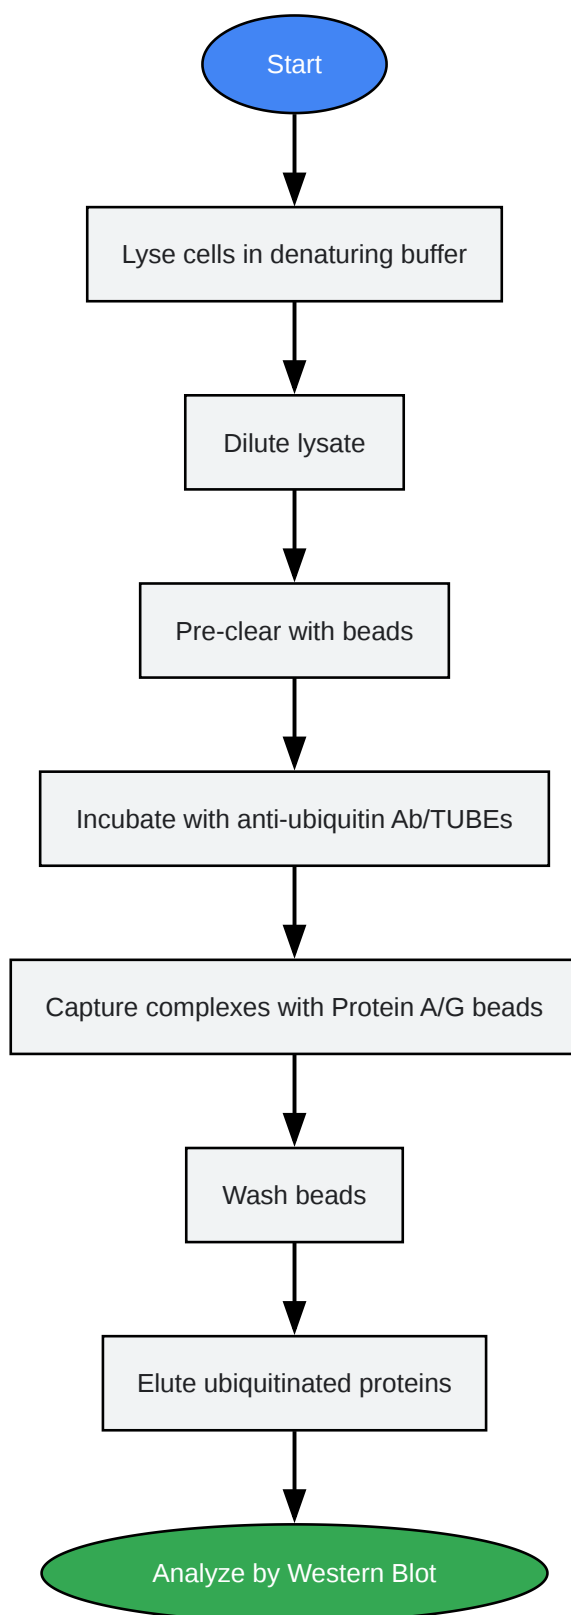 Start
Lyse cells in denaturing buffer
Dilute lysate
Pre-clear with beads
Incubate with anti-ubiquitin Ab/TUBEs
Capture complexes with Protein A/G beads
Wash beads
Elute ubiquitinated proteins
Analyze by Western Blot